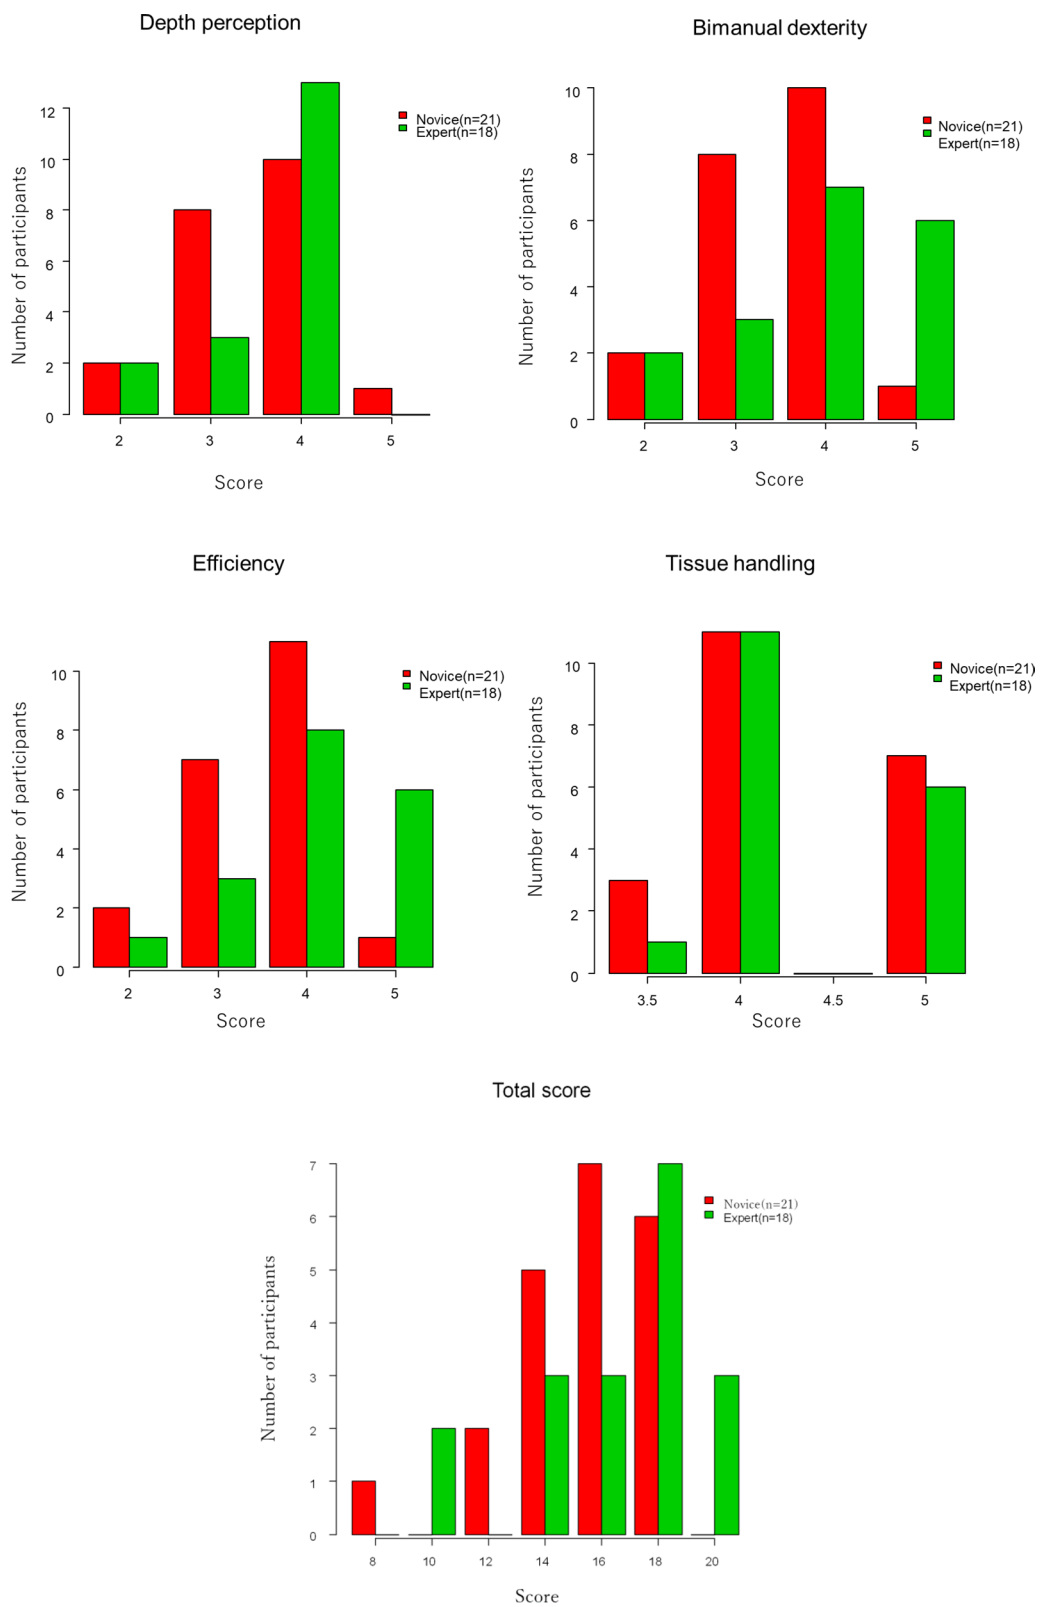 Depth perception
12
10
8
6
4
2
0
Number of participants
Novice(n=21)
Expert(n=18)
2 3 4 5
Score
Bimanual dexterity
10
8
6
4
2
0
Number of participants
Novice(n=21)
Expert(n=18)
2 3 4 5
Score
Efficiency
10
8
6
4
2
0
Number of participants
Novice(n=21)
Expert(n=18)
2 3 4 5
Score
Tissue handling
10
8
6
4
2
0
Number of participants
Novice(n=21)
Expert(n=18)
3.5 4 4.5 5
Score
Total score
7
6
5
4
3
2
1
0
Number of participants
Novice(n=21)
Expert(n=18)
8 10 12 14 16 18 20
Score